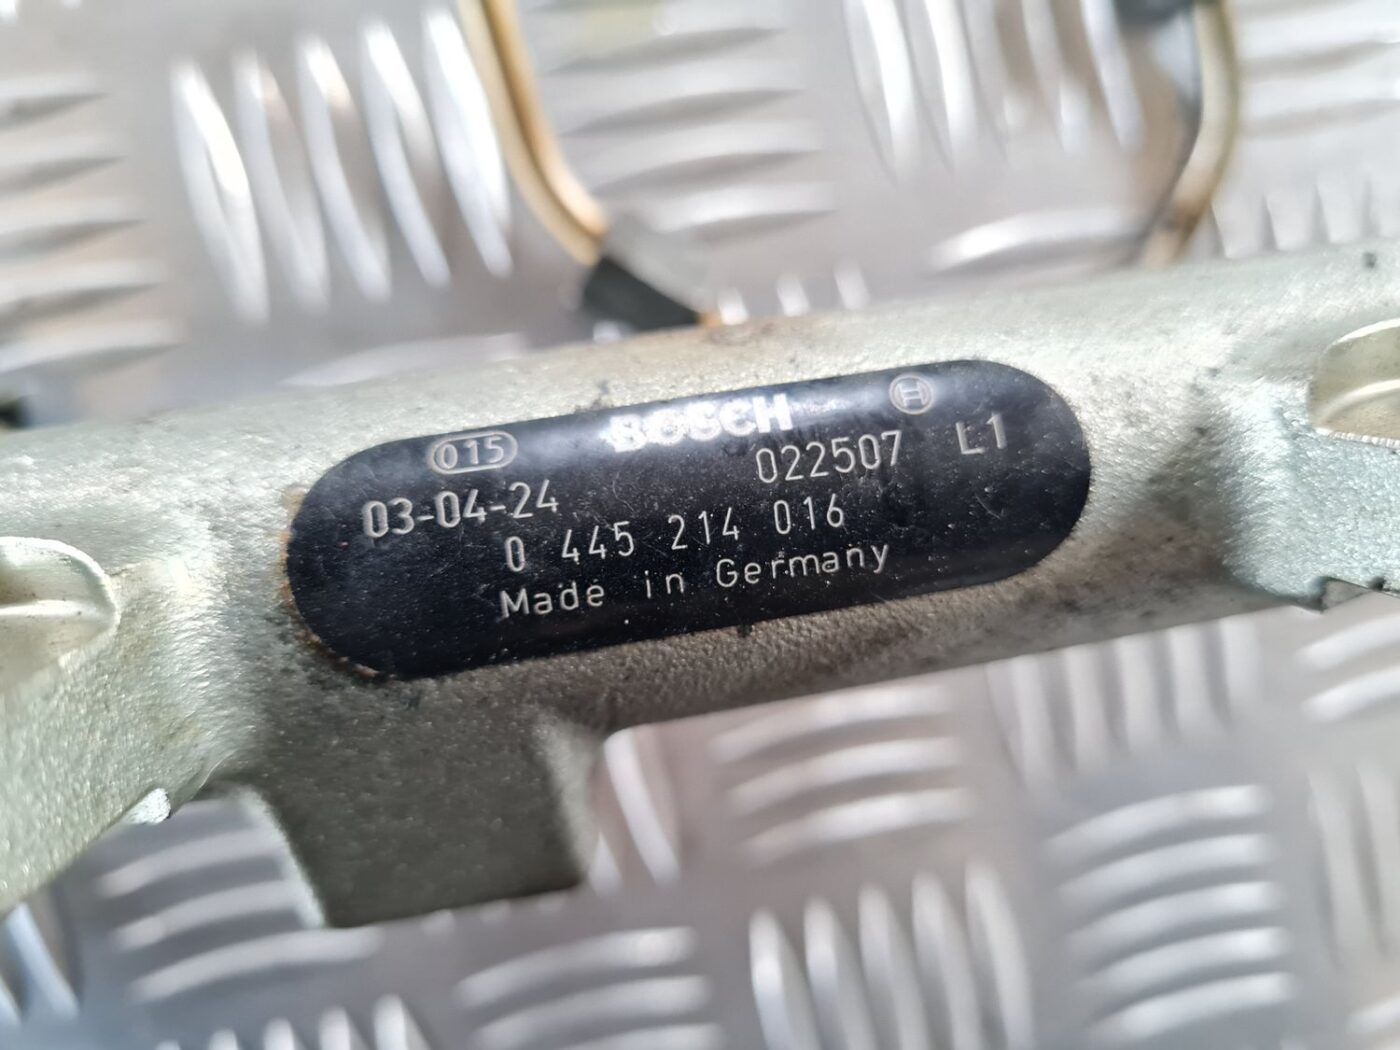 BOSCH
015
03-04-24 022507 L1
0 445 214 016
Made in Germany